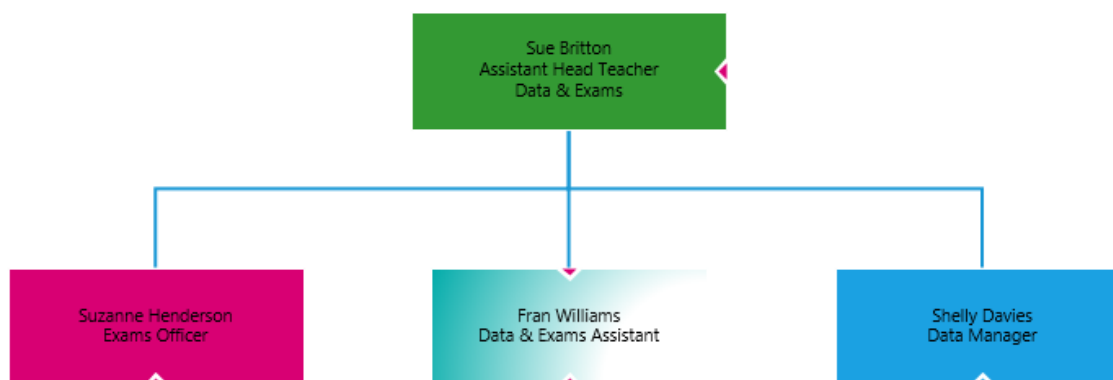 Sue Britton
Assistant Head Teacher
Data & Exams
Suzanne Henderson
Exams Officer
Fran Williams
Data & Exams Assistant
Shelly Davies
Data Manager